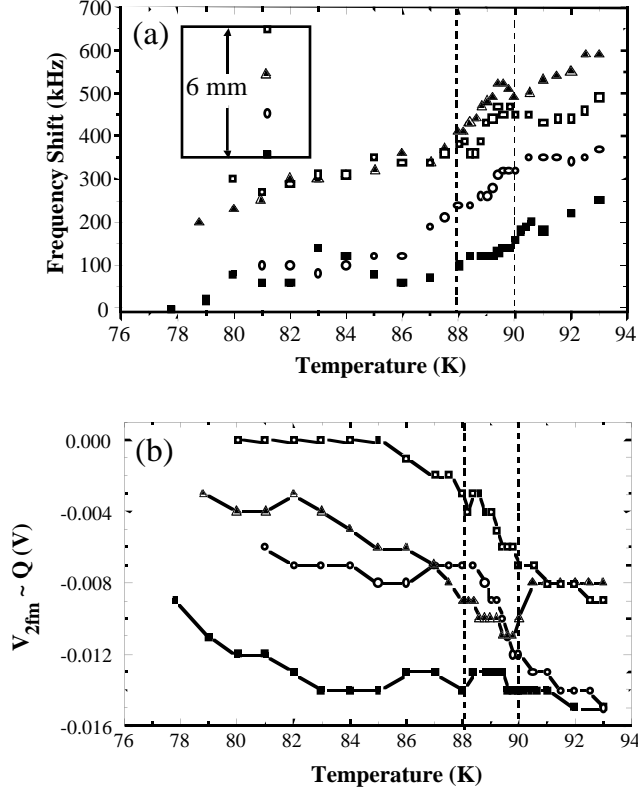 (a)
6 mm
700
600
500
400
300
200
100
0
Frequency Shift (kHz)
76 78 80 82 84 86 88 90 92 94
Temperature (K)
(b)
0.000
-0.004
-0.008
-0.013
-0.016
V2fm ~ Q (V)
76 78 80 82 84 86 88 90 92 94
Temperature (K)